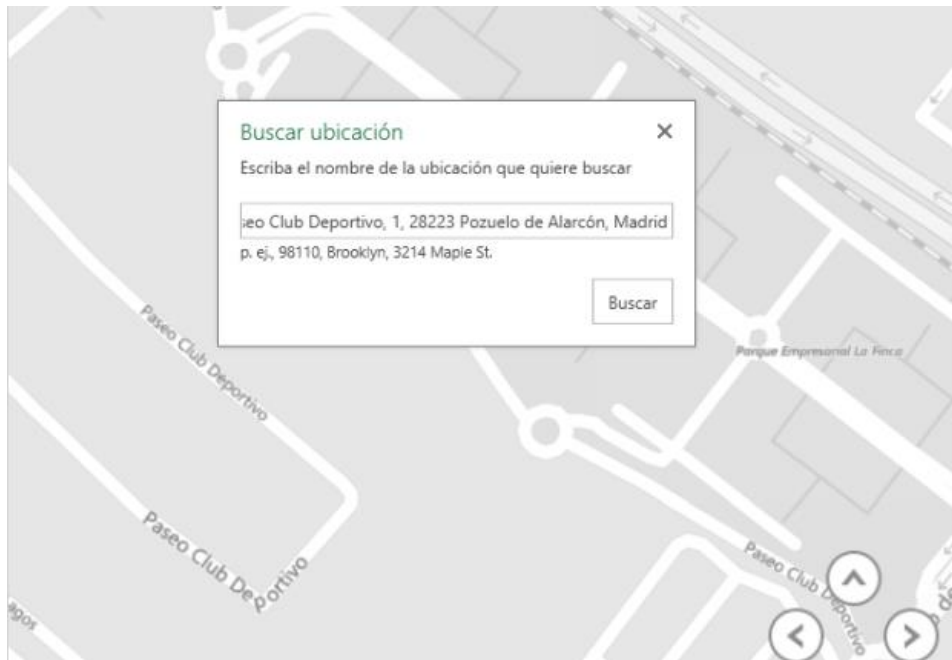 Buscar ubicación
Escriba el nombre de la ubicación que quiere buscar
eo Club Deportivo, 1, 28223 Pozuelo de Alarcón, Madrid
p. ej., 98110, Brooklyn, 3214 Maple St.
Buscar
Paseo Club Deportivo
Parque Empresarial La Finca
Paseo Club Deportivo
Paseo Club Deportivo
agos